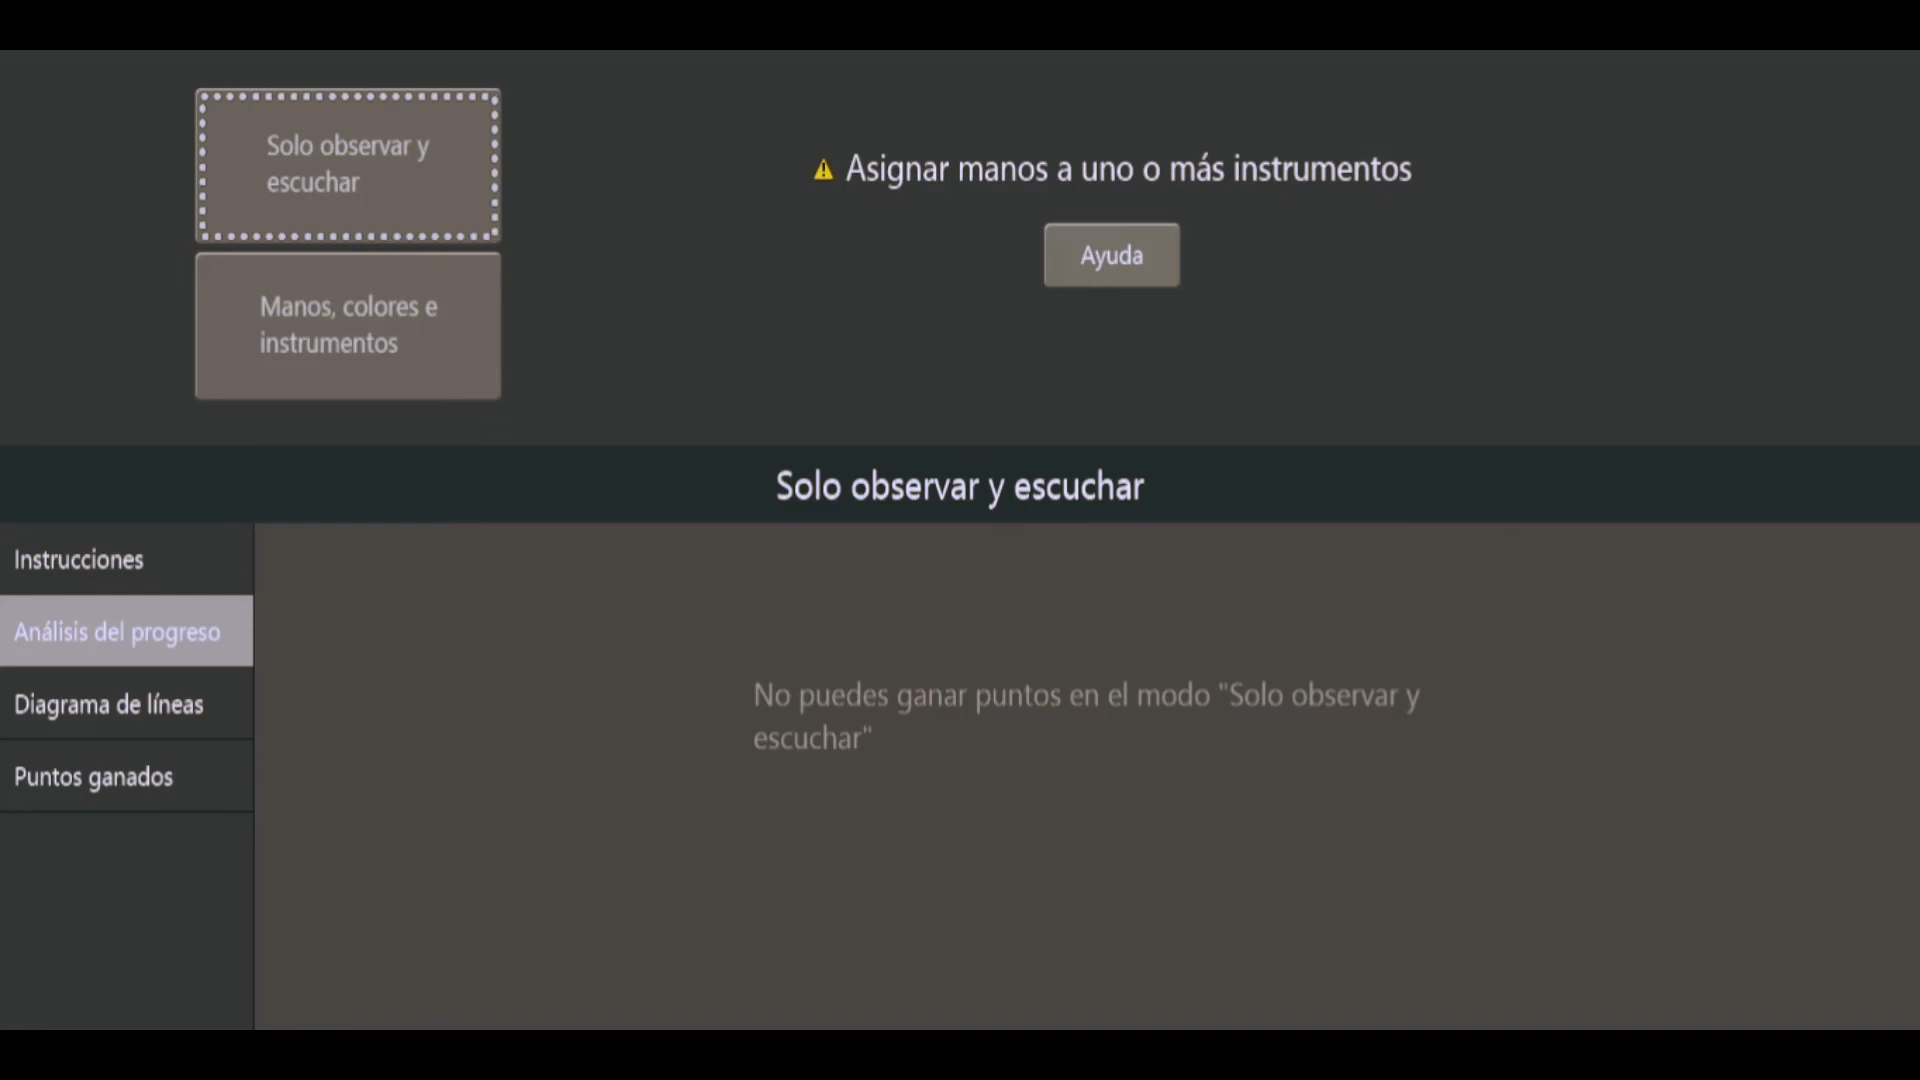 Solo observar y
escuchar
Asignar manos a uno o más instrumentos
Ayuda
Manos, colores e
instrumentos
Solo observar y escuchar
Instrucciones
Análisis del progreso
Diagrama de líneas
Puntos ganados
No puedes ganar puntos en el modo "Solo observar y
escuchar"